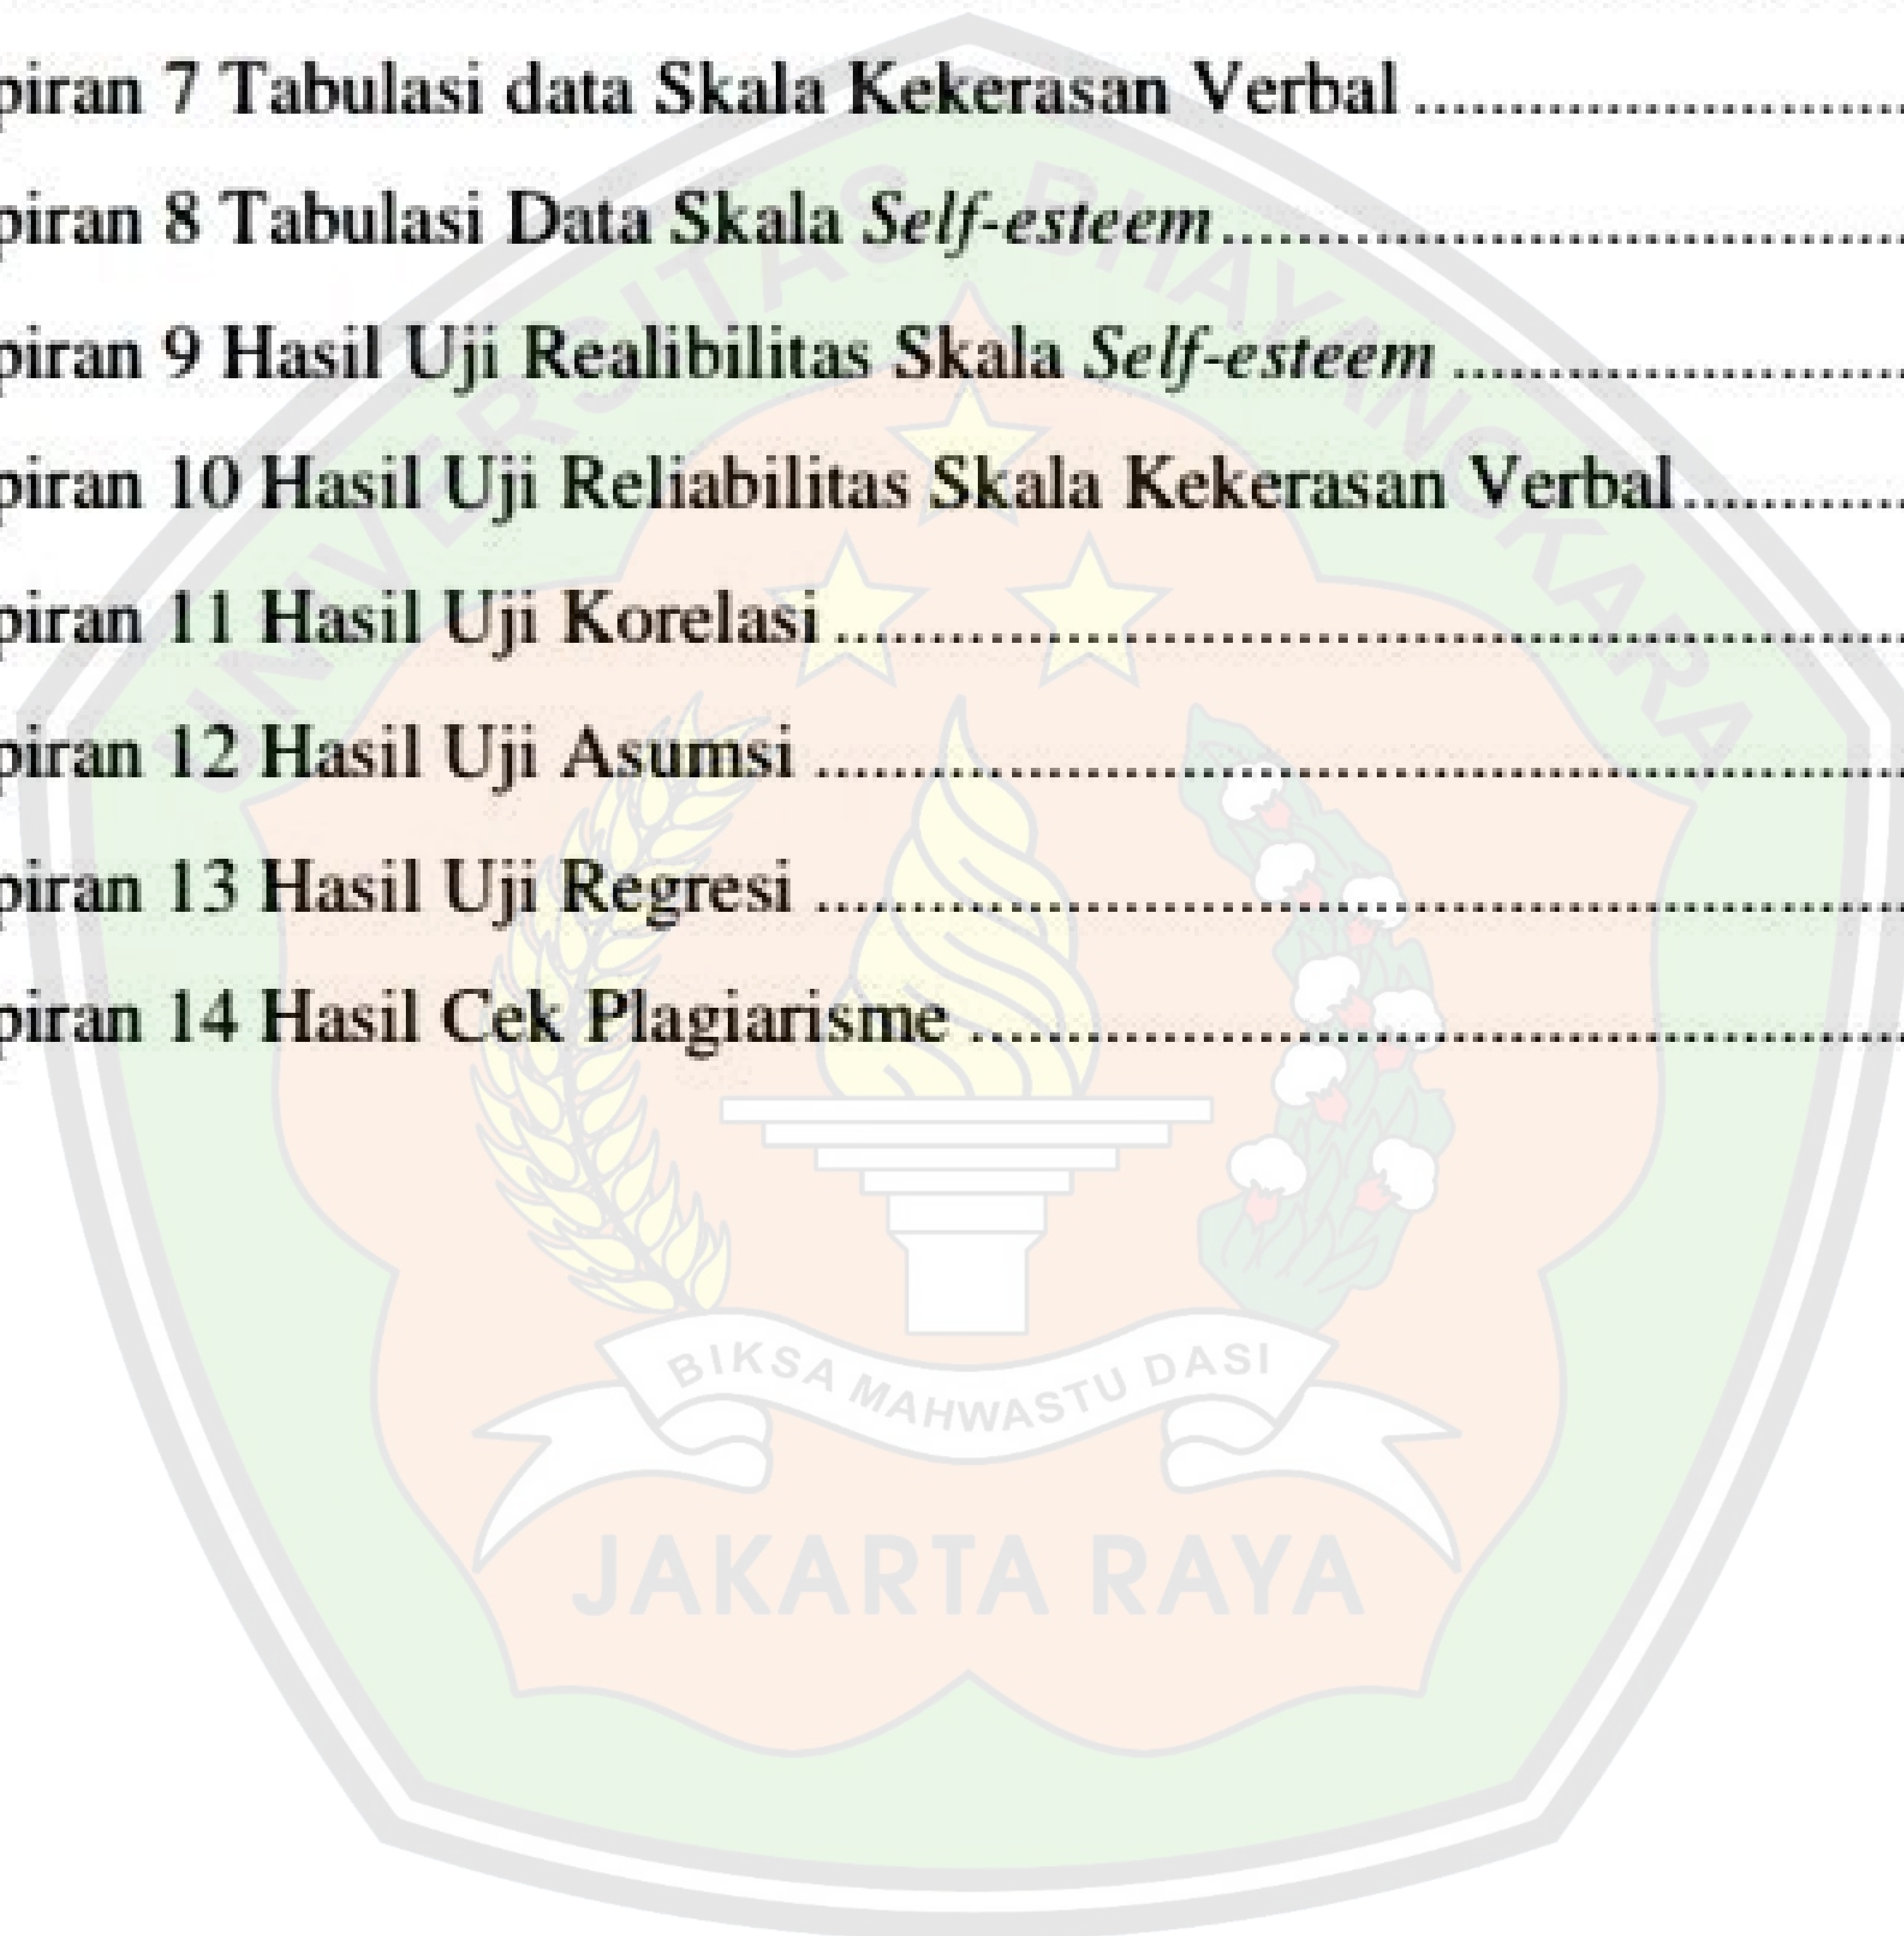 piran 7 Tabulasi data Skala Kekerasan Verbal ........................
piran 8 Tabulasi Data Skala Self-esteem..................................
piran 9 Hasil Uji Realibilitas Skala Self-esteem ......................
piran 10 Hasil Uji Reliabilitas Skala Kekerasan Verbal...........
piran 11 Hasil Uji Korelasi ......................................................
piran 12 Hasil Uji Asumsi .......................................................
piran 13 Hasil Uji Regresi .......................................................
piran 14 Hasil Cek Plagiarisme ...............................................
UNIVERSITAS BHAYANGKARA
BIKSA MAHWASTU DASI
JAKARTA RAYA